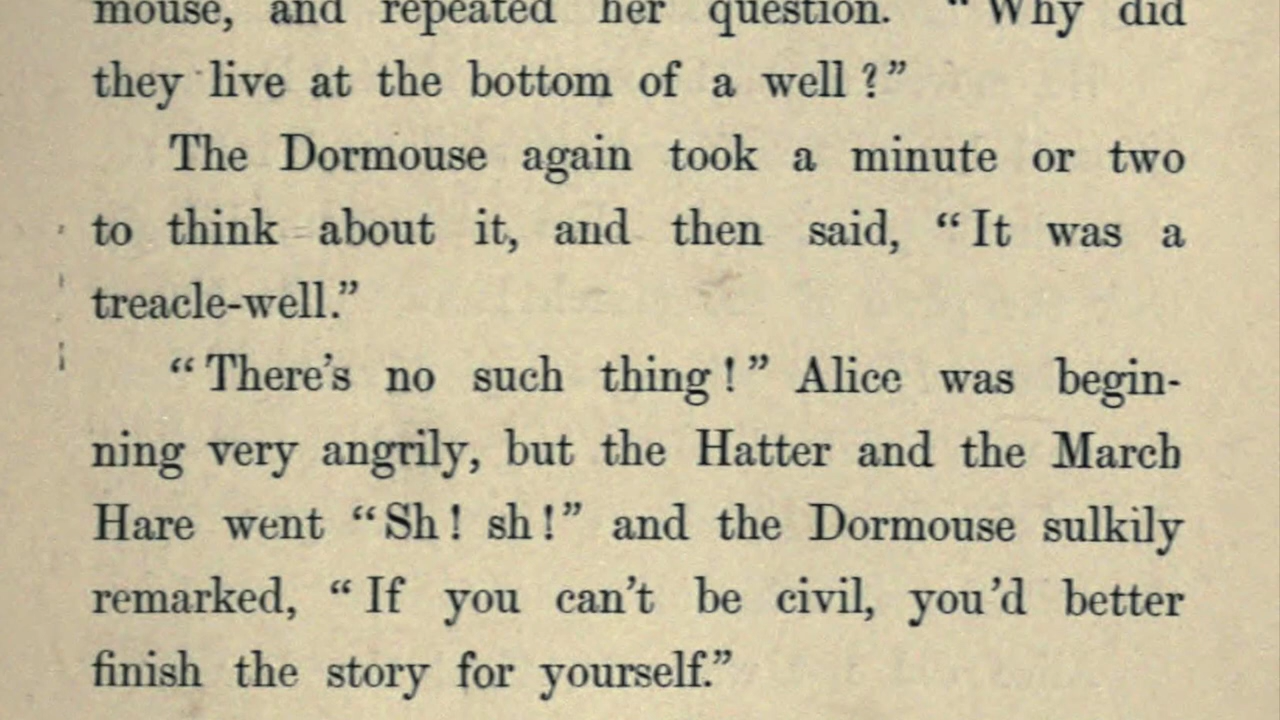 mouse, and repeated her question. “Why did
they live at the bottom of a well?”
The Dormouse again took a minute or two
to think about it, and then said, “It was a
treacle-well.”
“There’s no such thing!” Alice was begin-
ning very angrily, but the Hatter and the March
Hare went “Sh! sh!” and the Dormouse sulkily
remarked, “If you can’t be civil, you’d better
finish the story for yourself.”